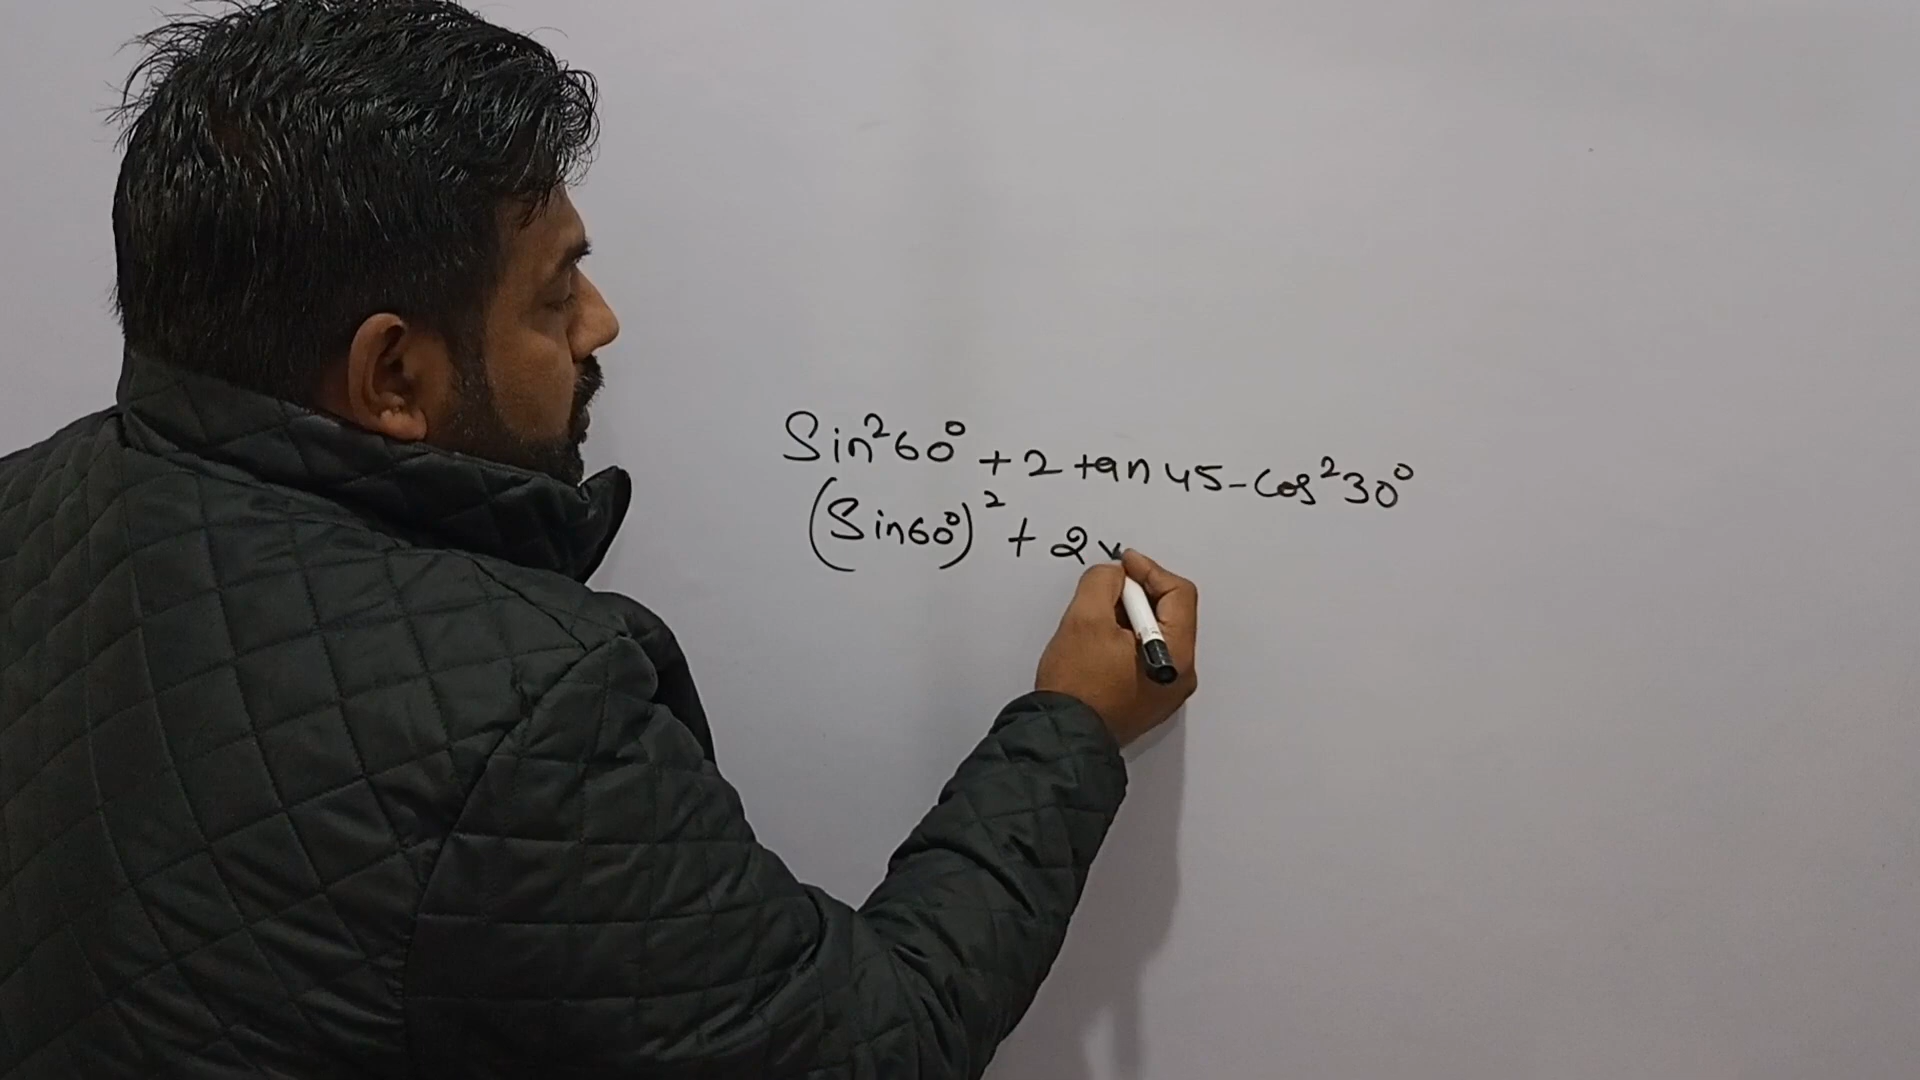 Sin²60° + 2 tan 45 - Cos²30°
(Sin60°)² + 2×